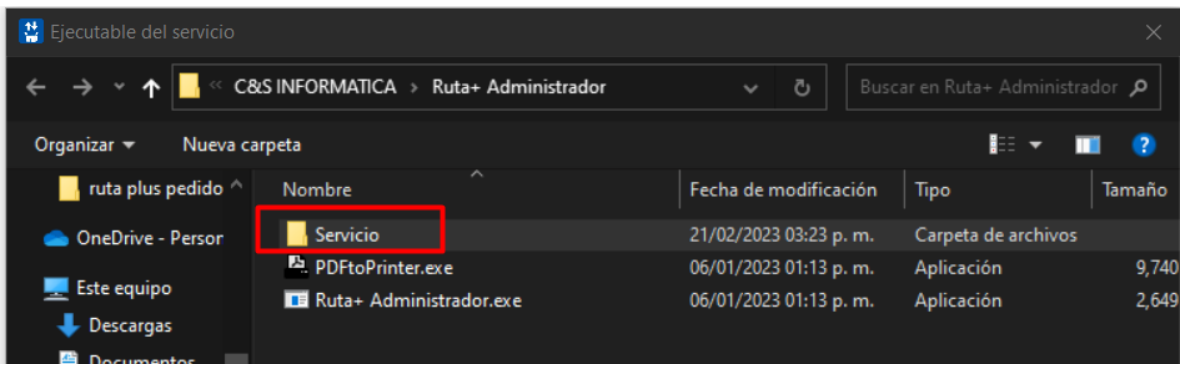 Ejecutable del servicio
« C&S INFORMATICA > Ruta+ Administrador
Buscar en Ruta+ Administrador
Organizar Nueva carpeta
ruta plus pedido
Nombre Fecha de modificación Tipo Tamaño
OneDrive - Person
Servicio 21/02/2023 03:23 p. m. Carpeta de archivos
PDFtoPrinter.exe 06/01/2023 01:13 p. m. Aplicación 9,740
Este equipo
Ruta+ Administrador.exe 06/01/2023 01:13 p. m. Aplicación 2,649
Descargas
Documentos